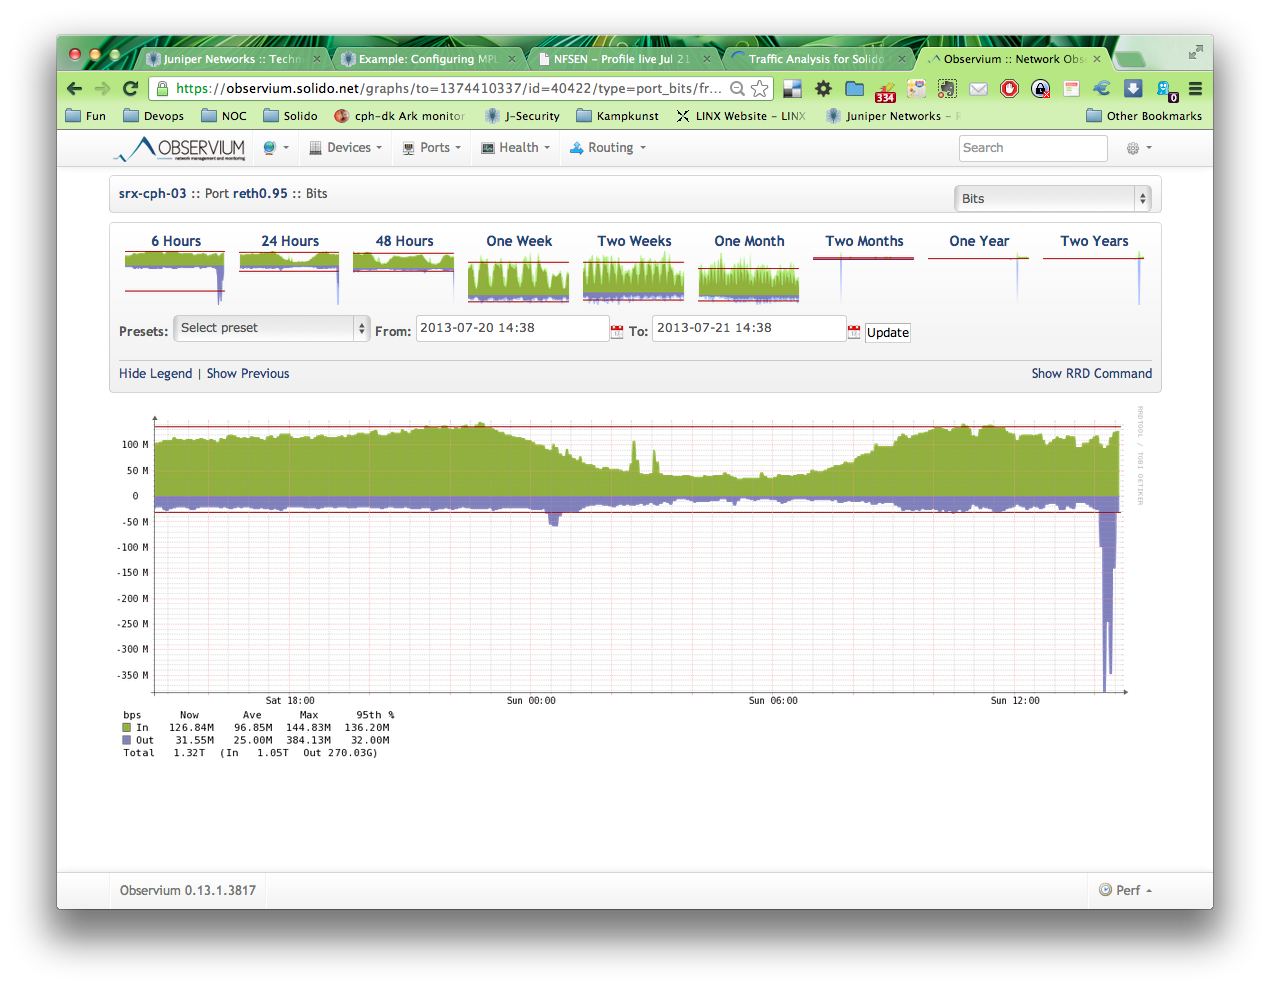 Juniper Networks :: Techn
Example: Configuring MPL
NFSEN – Profile live Jul 21
Traffic Analysis for Solido
Observium :: Network Obs
https://observium.solido.net/graphs/to=1374410337/id=40422/type=port_bits/fr...
334
0
Fun
Devops
NOC
Solido
cph-dk Ark monitor
J-Security
Kampkunst
LINX Website – LINX
Juniper Networks – 
Other Bookmarks
OBSERVIUM
network management and monitoring
Devices
Ports
Health
Routing
Search
srx-cph-03 :: Port reth0.95 :: Bits
Bits
6 Hours
24 Hours
48 Hours
One Week
Two Weeks
One Month
Two Months
One Year
Two Years
Presets: Select preset From: 2013-07-20 14:38 To: 2013-07-21 14:38 Update
Hide Legend | Show Previous
Show RRD Command
RRDTOOL / TOBI OETIKER
100 M
50 M
0
-50 M
-100 M
-150 M
-200 M
-250 M
-300 M
-350 M
Sat 18:00 Sun 00:00 Sun 06:00 Sun 12:00
bps Now Ave Max 95th %
In 126.84M 96.85M 144.83M 136.20M
Out 31.55M 25.00M 384.13M 32.00M
Total 1.32T (In 1.05T Out 270.03G)
Observium 0.13.1.3817
Perf